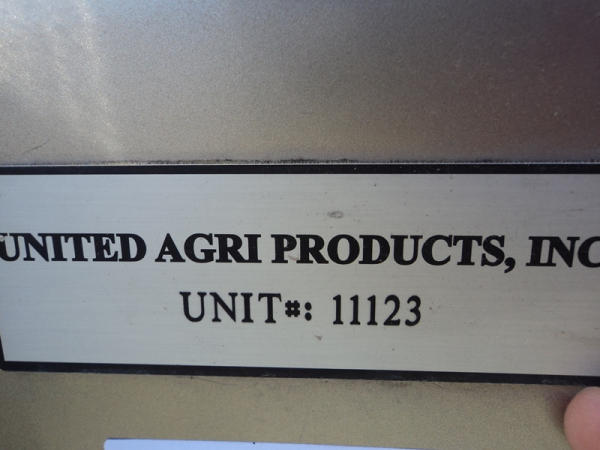 UNITED AGRI PRODUCTS, INC
UNIT#: 11123